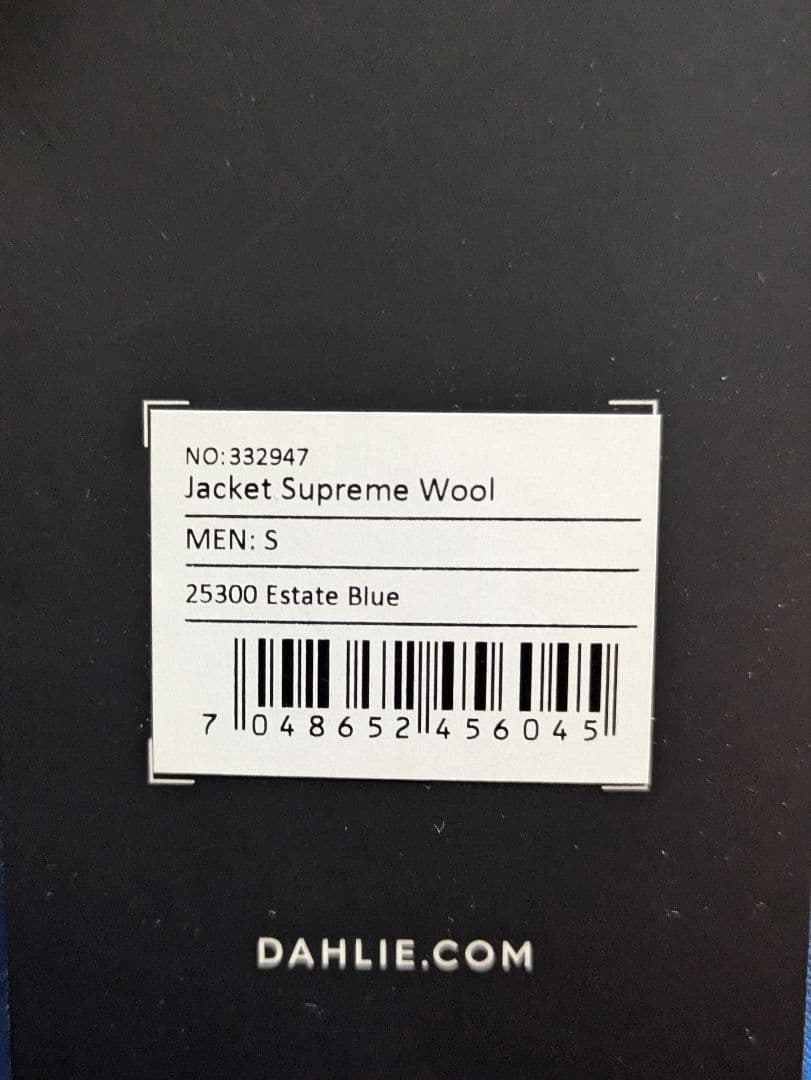 NO:332947
Jacket Supreme Wool
MEN: S
25300 Estate Blue
7 048652 456045
DAHLIE.COM